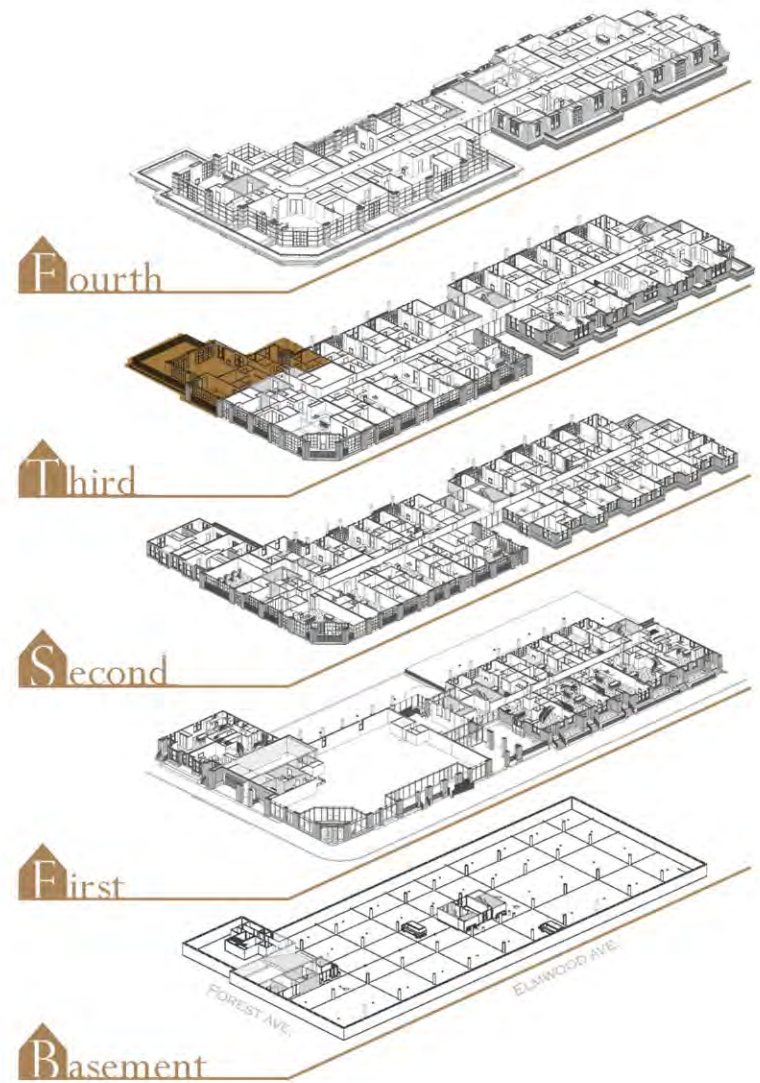 Fourth
Third
Second
First
FOREST AVE.
ELMWOOD AVE.
Basement